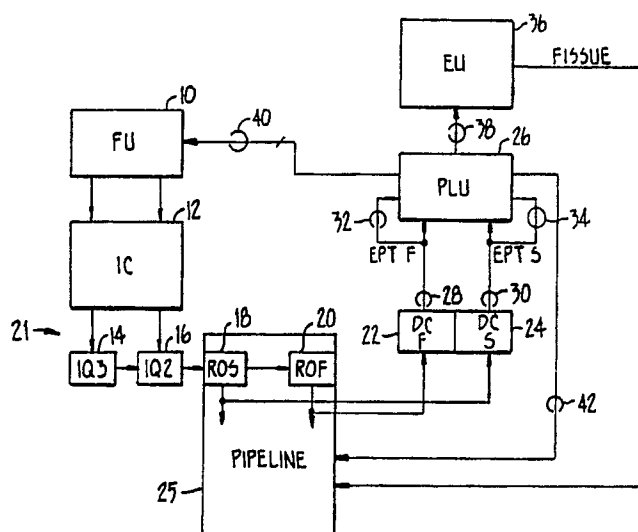 36
EU
FISSUE
10
40
38
26
FU
PLU
12
32
34
EPT F
EPT S
IC
28
30
18
20
22
DC F
DC S
24
21
14
16
IQ3
IQ2
ROS
ROF
42
PIPELINE
25